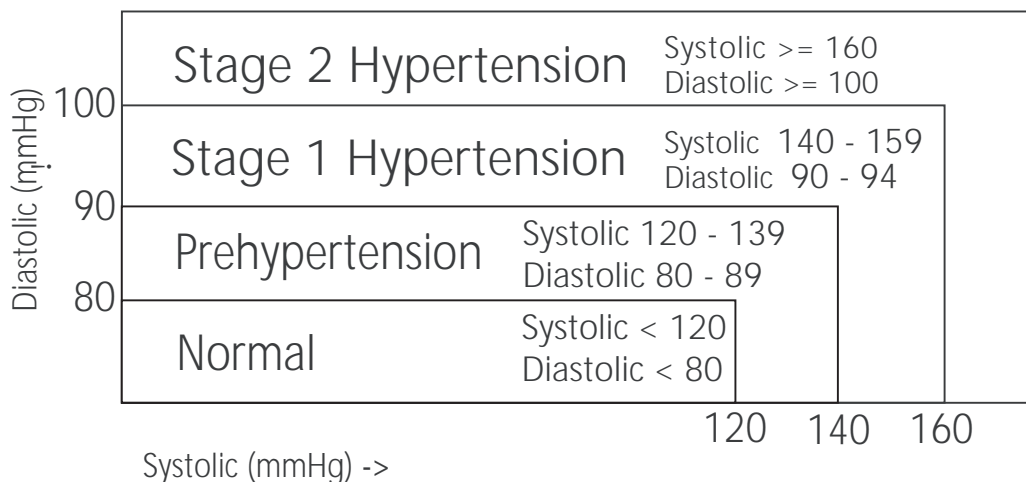 Stage 2 Hypertension
Systolic >= 160
Diastolic >= 100
100
Stage 1 Hypertension
Systolic 140 - 159
Diastolic 90 - 94
90
Prehypertension
Systolic 120 - 139
Diastolic 80 - 89
80
Normal
Systolic < 120
Diastolic < 80
Diastolic (mmHg)
120 140 160
Systolic (mmHg) ->